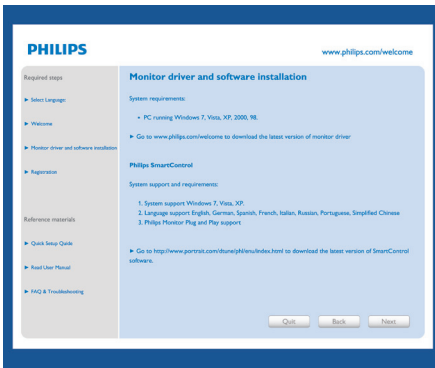 PHILIPS
www.philips.com/welcome
Required steps
► Select Language
► Welcome
► Monitor driver and software installation
► Registration
Reference materials
► Quick Setup Guide
► Read User Manual
► FAQ & Troubleshooting
Monitor driver and software installation
System requirements:
• PC running Windows 7, Vista, XP, 2000, 98.
► Go to www.philips.com/welcome to download the latest version of monitor driver
Philips SmartControl
System support and requirements:
1. System support Windows 7, Vista, XP.
2. Language support English, German, Spanish, French, Italian, Russian, Portuguese, Simplified Chinese
3. Philips Monitor Plug and Play support
► Go to http://www.portrait.com/dtune/phl/enu/index.html to download the latest version of SmartControl
software.
Quit
Back
Next